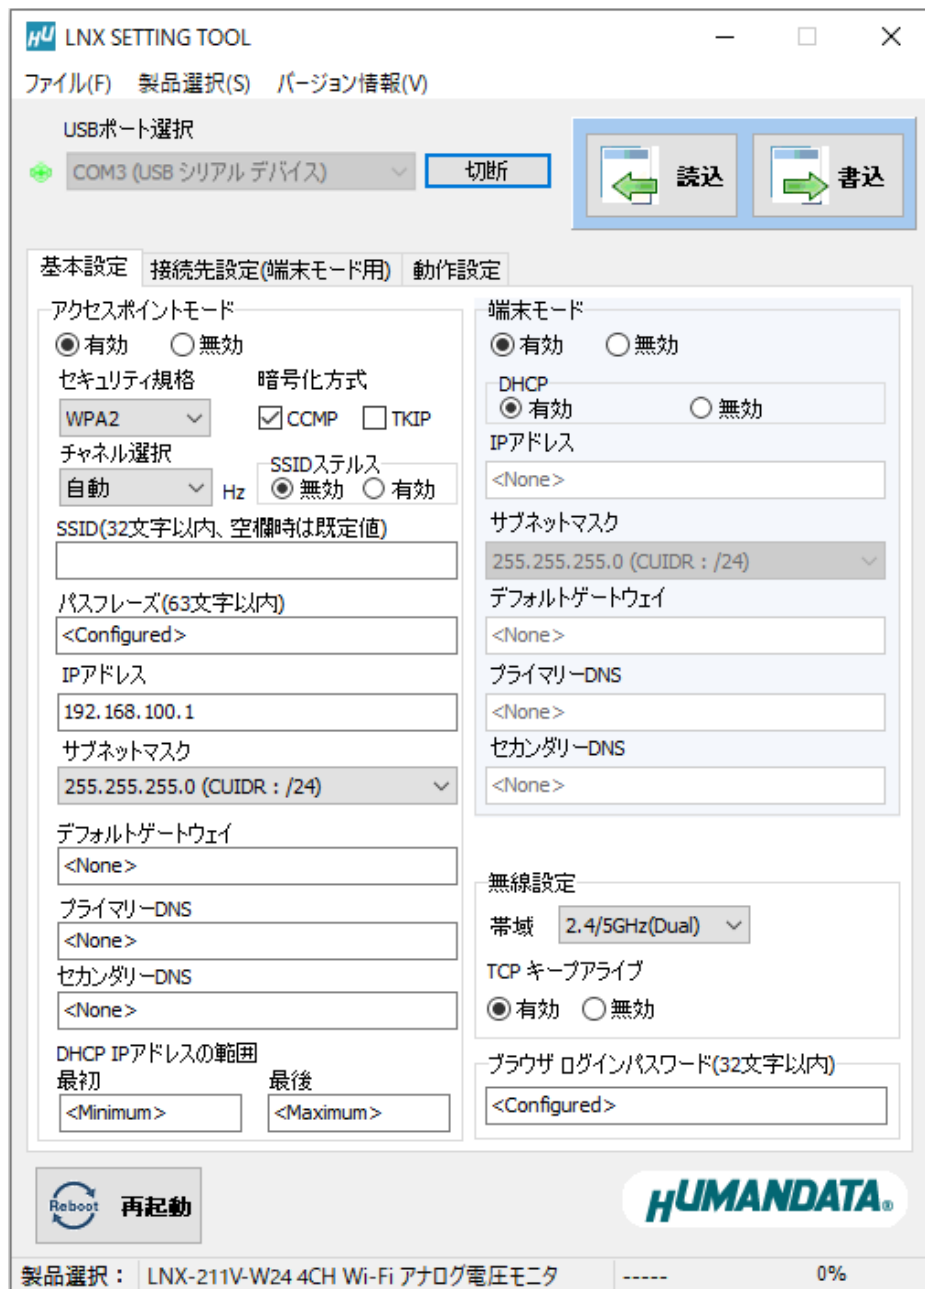 LNX SETTING TOOL
ファイル(F) 製品選択(S) バージョン情報(V)
USBポート選択
COM3 (USB シリアル デバイス)
切断
読込
書込
基本設定 接続先設定(端末モード用) 動作設定
アクセスポイントモード
有効 無効
セキュリティ規格 暗号化方式
WPA2 CCMP TKIP
チャネル選択 SSIDステルス
自動 Hz 無効 有効
SSID(32文字以内、空欄時は既定値)
パスフレーズ(63文字以内)
<Configured>
IPアドレス
192.168.100.1
サブネットマスク
255.255.255.0 (CUIDR : /24)
デフォルトゲートウェイ
<None>
プライマリーDNS
<None>
セカンダリーDNS
<None>
DHCP IPアドレスの範囲
最初 最後
<Minimum> <Maximum>
端末モード
有効 無効
DHCP
有効 無効
IPアドレス
<None>
サブネットマスク
255.255.255.0 (CUIDR : /24)
デフォルトゲートウェイ
<None>
プライマリーDNS
<None>
セカンダリーDNS
<None>
無線設定
帯域 2.4/5GHz(Dual)
TCP キープアライブ
有効 無効
ブラウザ ログインパスワード(32文字以内)
<Configured>
Reboot 再起動
HUMANDATA®
製品選択： LNX-211V-W24 4CH Wi-Fi アナログ電圧モニタ ----- 0%